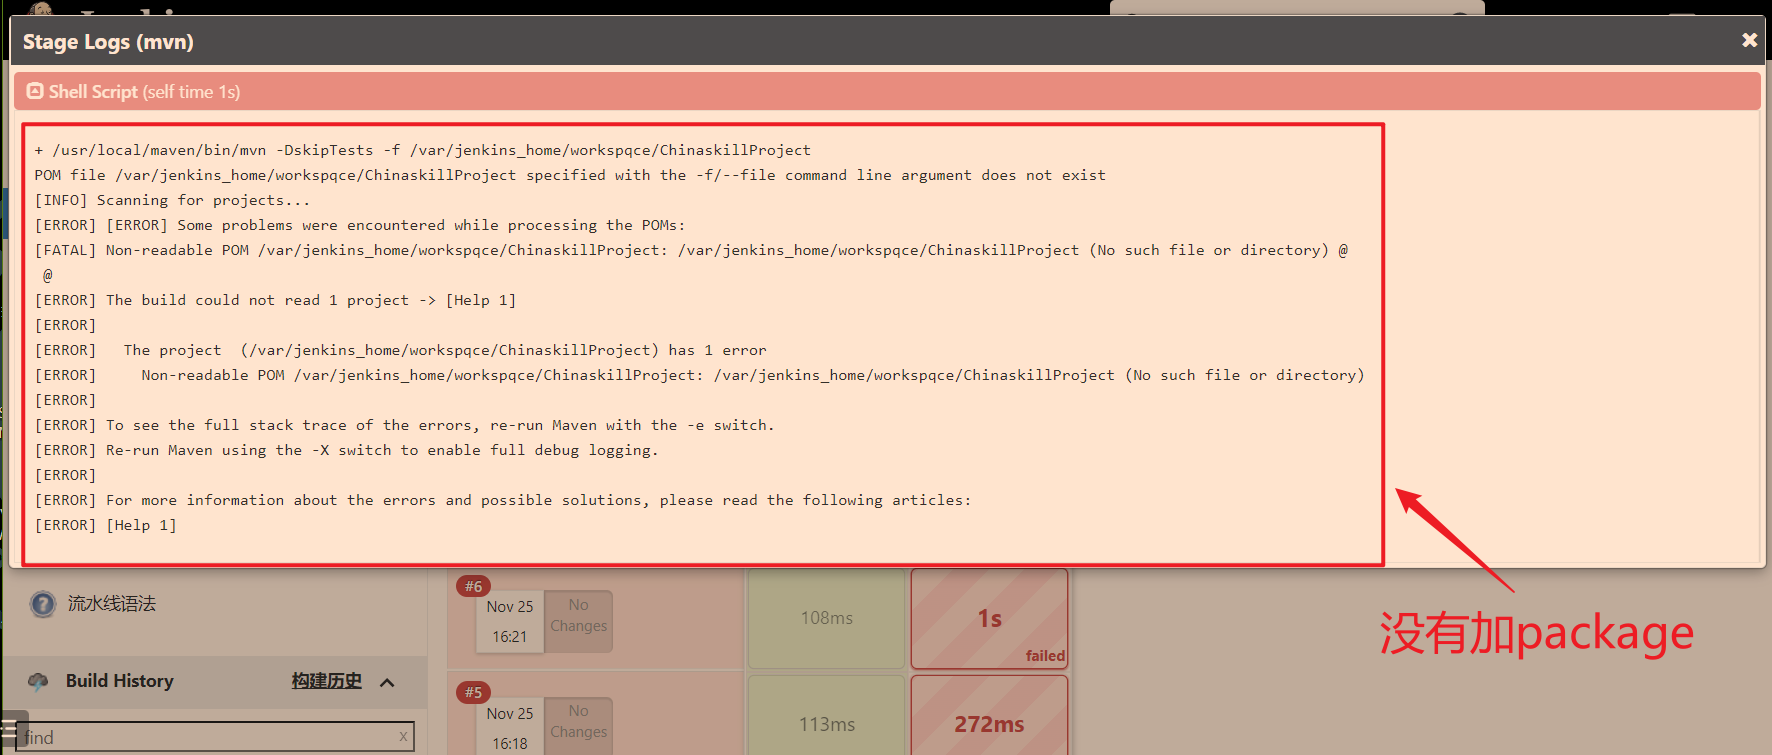 Stage Logs (mvn)
Shell Script (self time 1s)
+ /usr/local/maven/bin/mvn -DskipTests -f /var/jenkins_home/workspqce/ChinaskillProject
POM file /var/jenkins_home/workspqce/ChinaskillProject specified with the -f/--file command line argument does not exist
[INFO] Scanning for projects...
[ERROR] [ERROR] Some problems were encountered while processing the POMs:
[FATAL] Non-readable POM /var/jenkins_home/workspqce/ChinaskillProject: /var/jenkins_home/workspqce/ChinaskillProject (No such file or directory) @
@
[ERROR] The build could not read 1 project -> [Help 1]
[ERROR]
[ERROR]   The project  (/var/jenkins_home/workspqce/ChinaskillProject) has 1 error
[ERROR]     Non-readable POM /var/jenkins_home/workspqce/ChinaskillProject: /var/jenkins_home/workspqce/ChinaskillProject (No such file or directory)
[ERROR]
[ERROR] To see the full stack trace of the errors, re-run Maven with the -e switch.
[ERROR] Re-run Maven using the -X switch to enable full debug logging.
[ERROR]
[ERROR] For more information about the errors and possible solutions, please read the following articles:
[ERROR] [Help 1]
没有加package
流水线语法
Build History 构建历史
find x
#6
Nov 25
16:21
No
Changes
108ms
1s
failed
#5
Nov 25
16:18
No
Changes
113ms
272ms